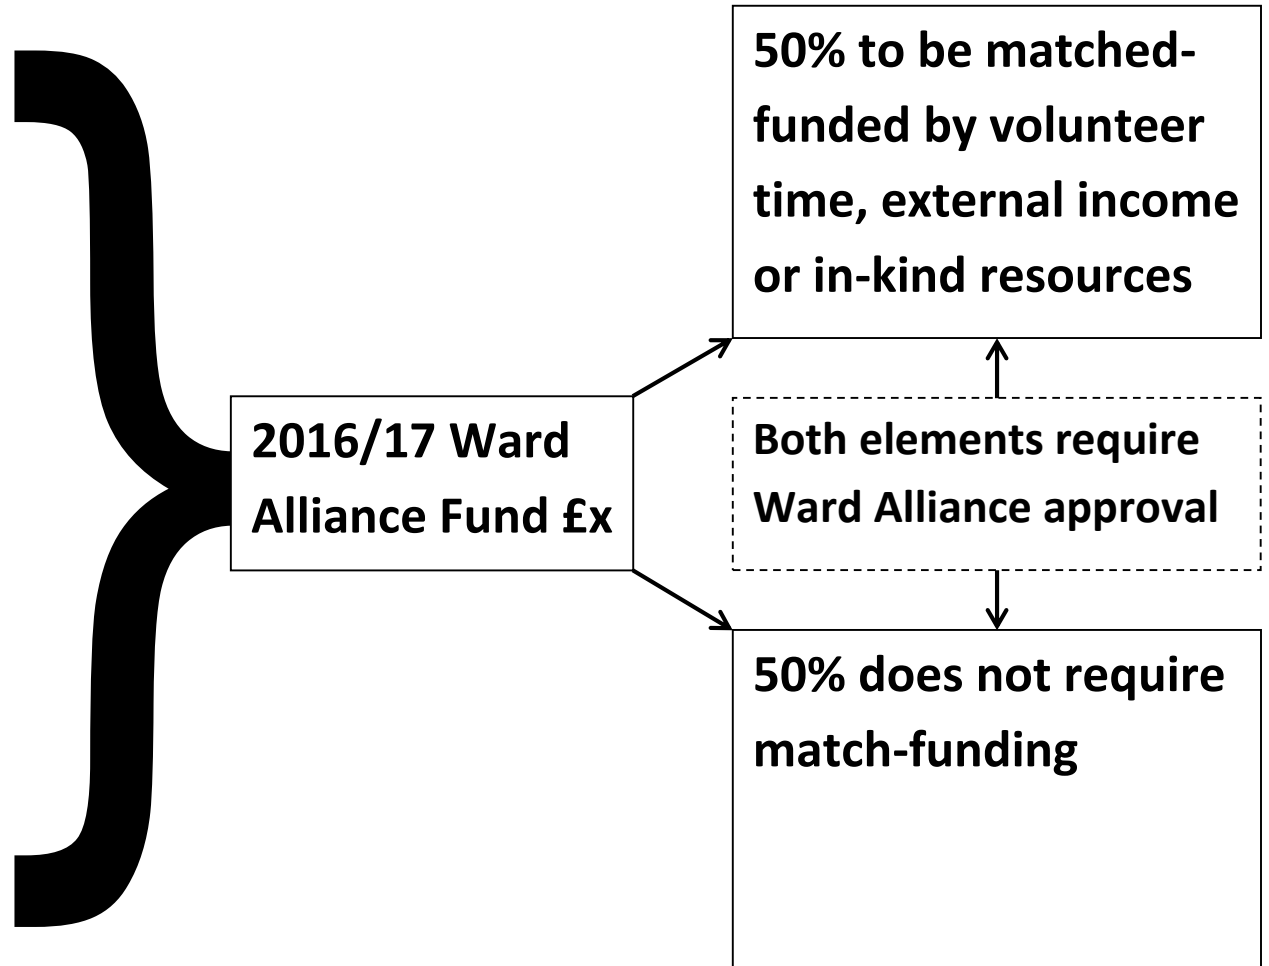 50% to be matched-
funded by volunteer
time, external income
or in-kind resources
2016/17 Ward
Alliance Fund £x
Both elements require
Ward Alliance approval
50% does not require
match-funding